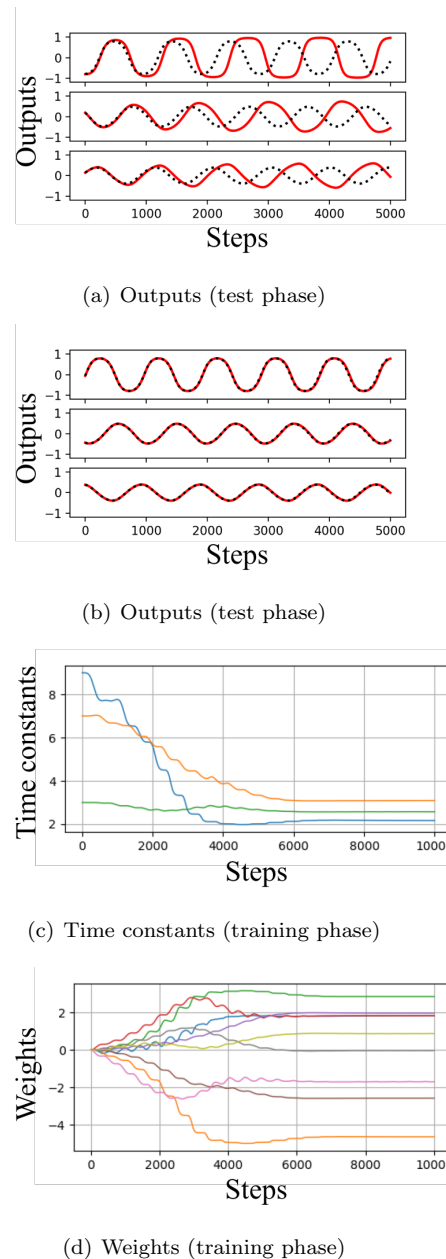 1
0
−1
1
0
−1
1
0
−1
Outputs
0 1000 2000 3000 4000 5000
Steps
(a) Outputs (test phase)
1
0
−1
1
0
−1
1
0
−1
Outputs
0 1000 2000 3000 4000 5000
Steps
(b) Outputs (test phase)
8
6
4
2
Time constants
0 2000 4000 6000 8000 1000
Steps
(c) Time constants (training phase)
2
0
−2
−4
Weights
0 2000 4000 6000 8000 1000
Steps
(d) Weights (training phase)